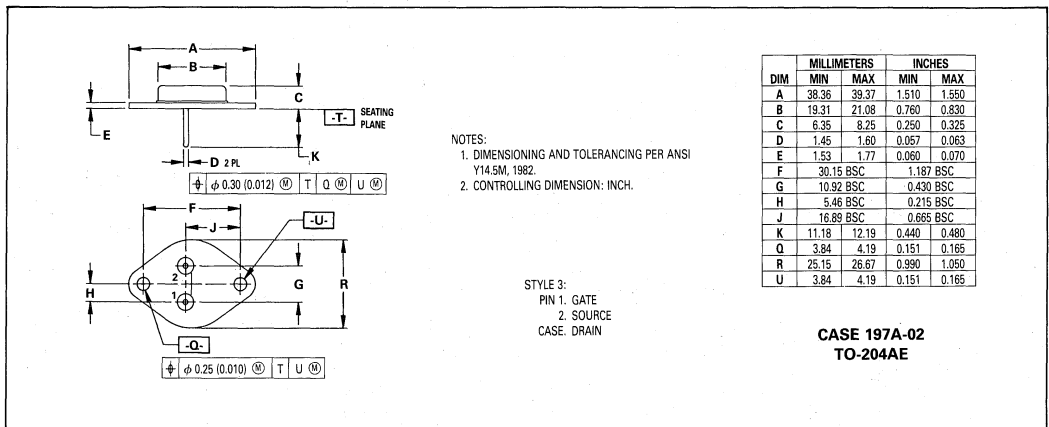 A
B
C
-T- SEATING
PLANE
E
K
D 2 PL
⌖ ϕ 0.30 (0.012) Ⓜ T Q Ⓜ U Ⓜ
F
J
-U-
2
1
H
G
R
-Q-
⌖ ϕ 0.25 (0.010) Ⓜ T U Ⓜ
NOTES:
1. DIMENSIONING AND TOLERANCING PER ANSI
Y14.5M, 1982.
2. CONTROLLING DIMENSION: INCH.
STYLE 3:
PIN 1. GATE
2. SOURCE
CASE. DRAIN
MILLIMETERS INCHES
DIM MIN MAX MIN MAX
A 38.36 39.37 1.510 1.550
B 19.31 21.08 0.760 0.830
C 6.35 8.25 0.250 0.325
D 1.45 1.60 0.057 0.063
E 1.53 1.77 0.060 0.070
F 30.15 BSC 1.187 BSC
G 10.92 BSC 0.430 BSC
H 5.46 BSC 0.215 BSC
J 16.89 BSC 0.665 BSC
K 11.18 12.19 0.440 0.480
Q 3.84 4.19 0.151 0.165
R 25.15 26.67 0.990 1.050
U 3.84 4.19 0.151 0.165
CASE 197A-02
TO-204AE